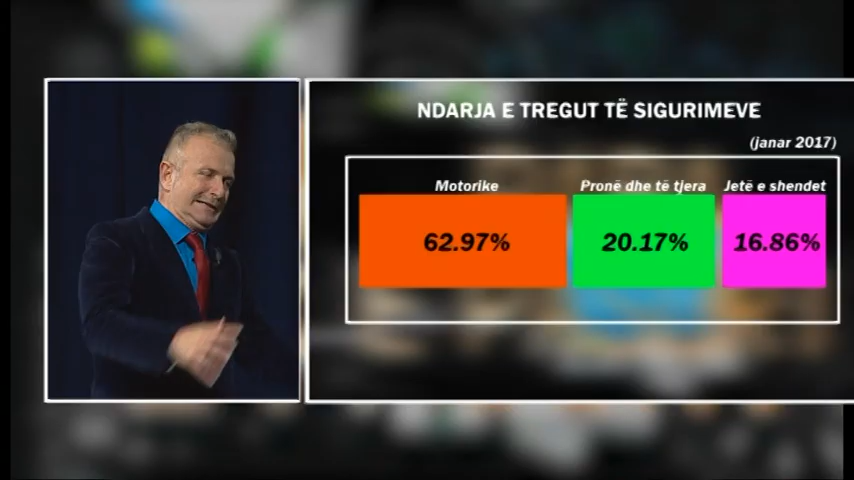 NDARJA E TREGUT TË SIGURIMEVE
(janar 2017)
Motorike Pronë dhe të tjera Jetë e shendet
62.97% 20.17% 16.86%